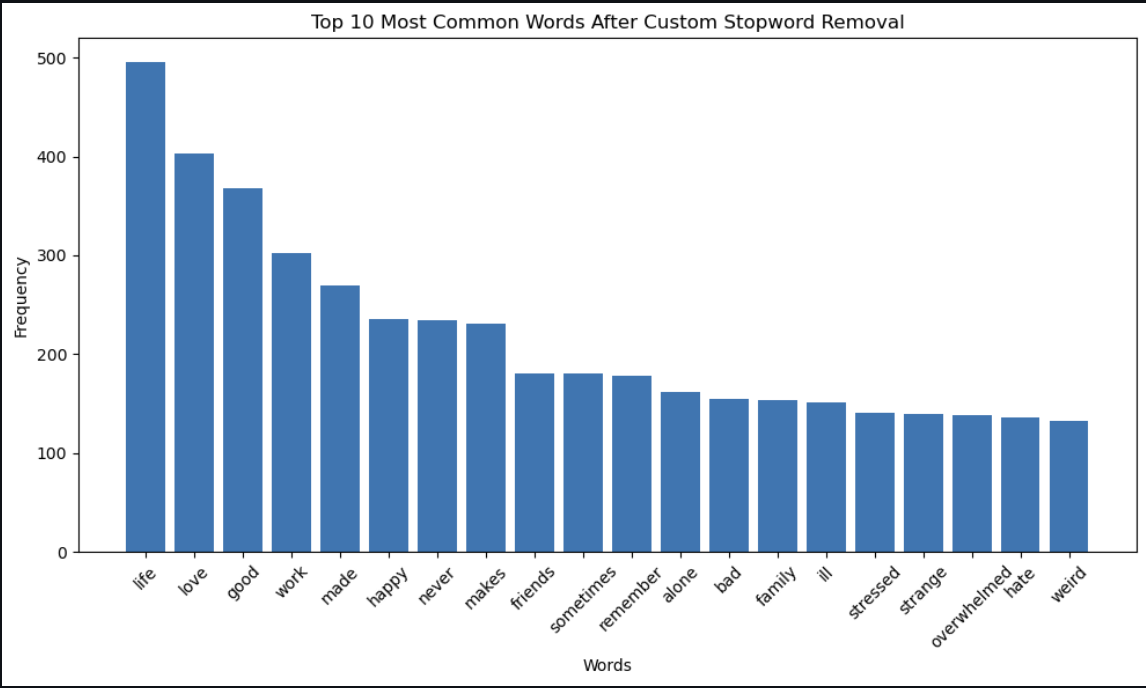 Top 10 Most Common Words After Custom Stopword Removal
500
400
300
200
100
0
Frequency
life
love
good
work
made
happy
never
makes
friends
sometimes
remember
alone
bad
family
ill
stressed
strange
overwhelmed
hate
weird
Words